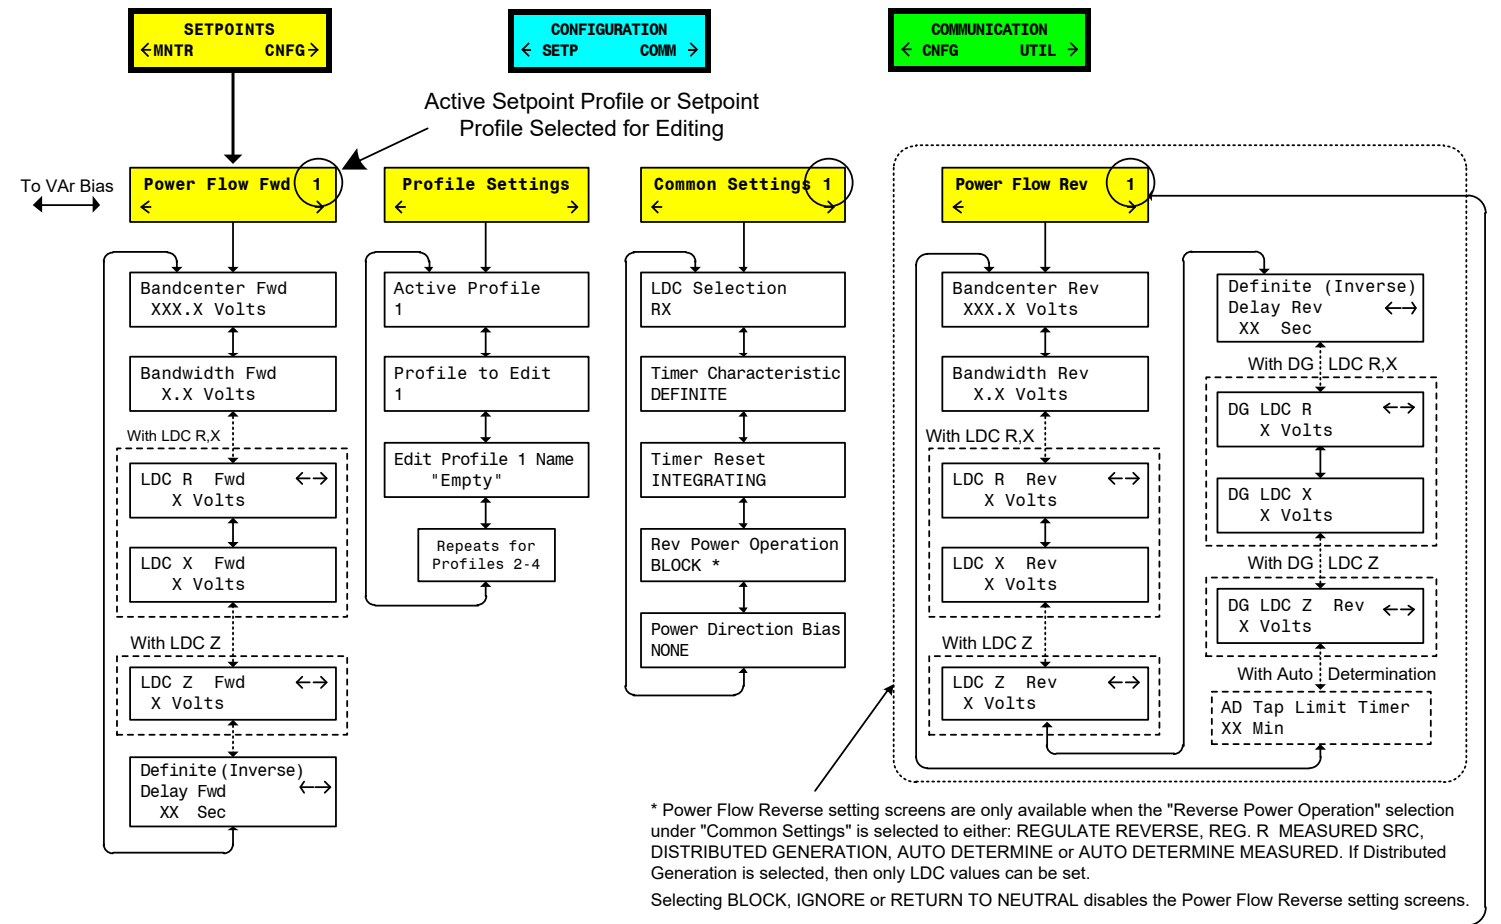 SETPOINTS
←MNTR CNFG→
CONFIGURATION
← SETP COMM →
COMMUNICATION
← CNFG UTIL →
Active Setpoint Profile or Setpoint
Profile Selected for Editing
To VAr Bias
Power Flow Fwd 1
← →
Bandcenter Fwd
XXX.X Volts
Bandwidth Fwd
X.X Volts
With LDC R,X
LDC R Fwd ←→
X Volts
LDC X Fwd
X Volts
With LDC Z
LDC Z Fwd ←→
X Volts
Definite (Inverse)
Delay Fwd ←→
XX Sec
Profile Settings
← →
Active Profile
1
Profile to Edit
1
Edit Profile 1 Name
"Empty"
Repeats for
Profiles 2-4
Common Settings 1
← →
LDC Selection
RX
Timer Characteristic
DEFINITE
Timer Reset
INTEGRATING
Rev Power Operation
BLOCK *
Power Direction Bias
NONE
Power Flow Rev 1
← →
Bandcenter Rev
XXX.X Volts
Bandwidth Rev
X.X Volts
With LDC R,X
LDC R Rev ←→
X Volts
LDC X Rev
X Volts
With LDC Z
LDC Z Rev ←→
X Volts
Definite (Inverse)
Delay Rev ←→
XX Sec
With DG LDC R,X
DG LDC R ←→
X Volts
DG LDC X
X Volts
With DG LDC Z
DG LDC Z Rev ←→
X Volts
With Auto Determination
AD Tap Limit Timer
XX Min
* Power Flow Reverse setting screens are only available when the "Reverse Power Operation" selection
under "Common Settings" is selected to either: REGULATE REVERSE, REG. R MEASURED SRC,
DISTRIBUTED GENERATION, AUTO DETERMINE or AUTO DETERMINE MEASURED. If Distributed
Generation is selected, then only LDC values can be set.
Selecting BLOCK, IGNORE or RETURN TO NEUTRAL disables the Power Flow Reverse setting screens.